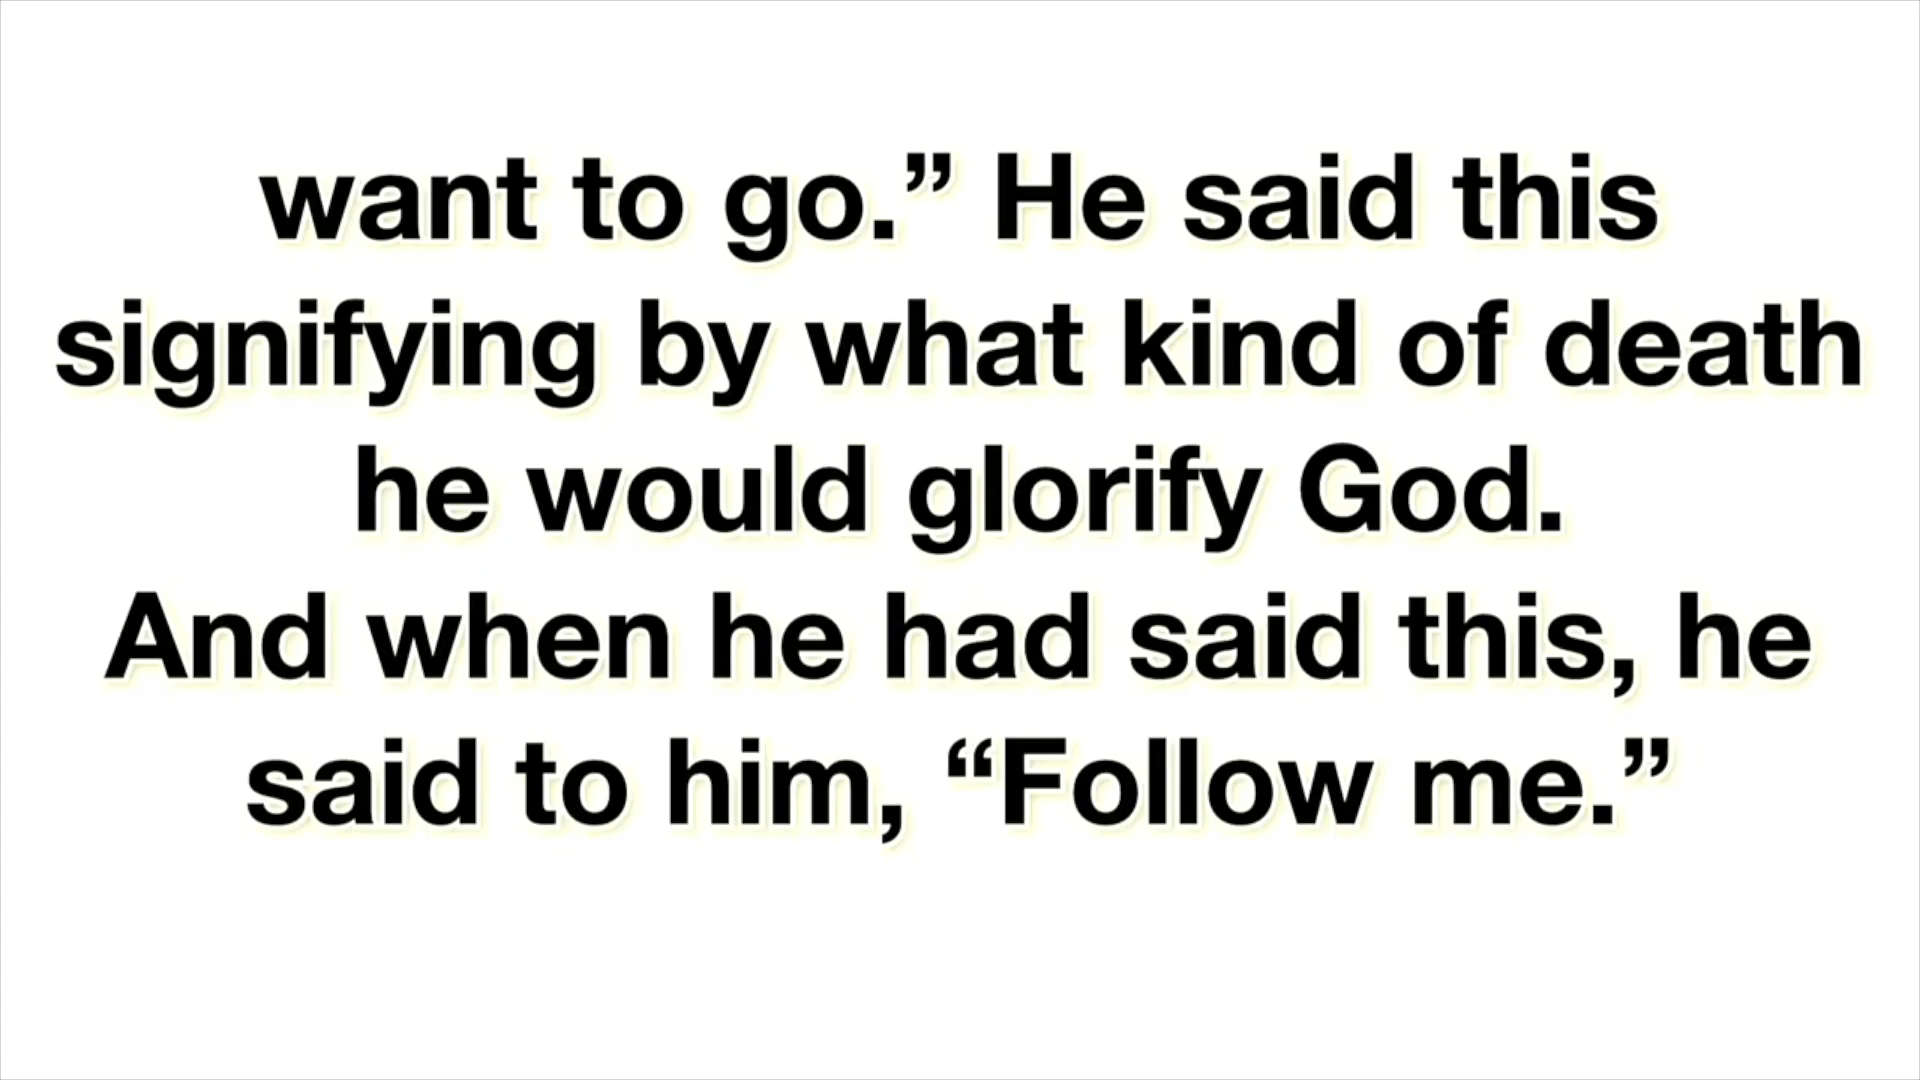 want to go.” He said this
signifying by what kind of death
he would glorify God.
And when he had said this, he
said to him, “Follow me.”